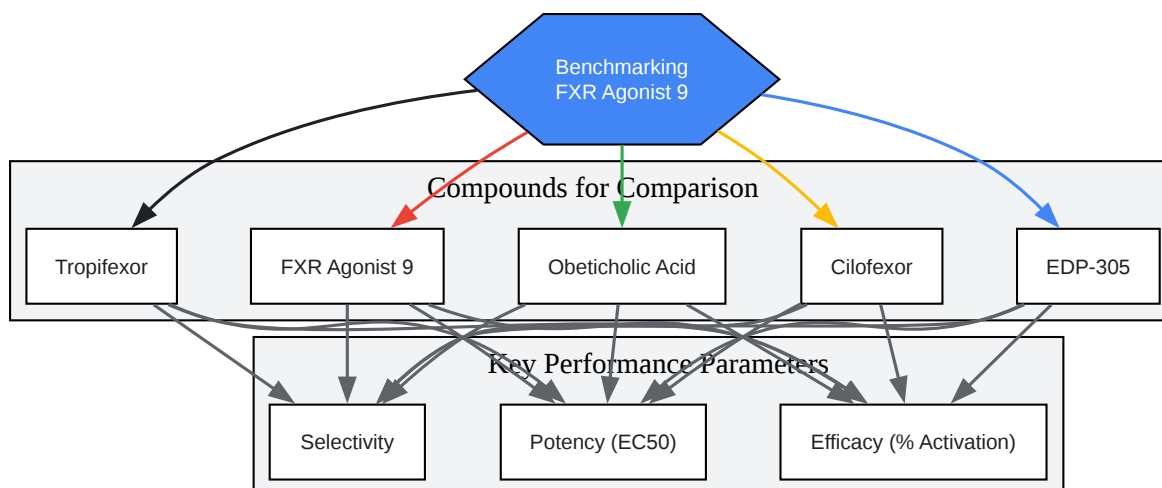 Benchmarking
FXR Agonist 9
Compounds for Comparison
Tropifexor
FXR Agonist 9
Obeticholic Acid
Cilofexor
EDP-305
Key Performance Parameters
Selectivity
Potency (EC50)
Efficacy (% Activation)